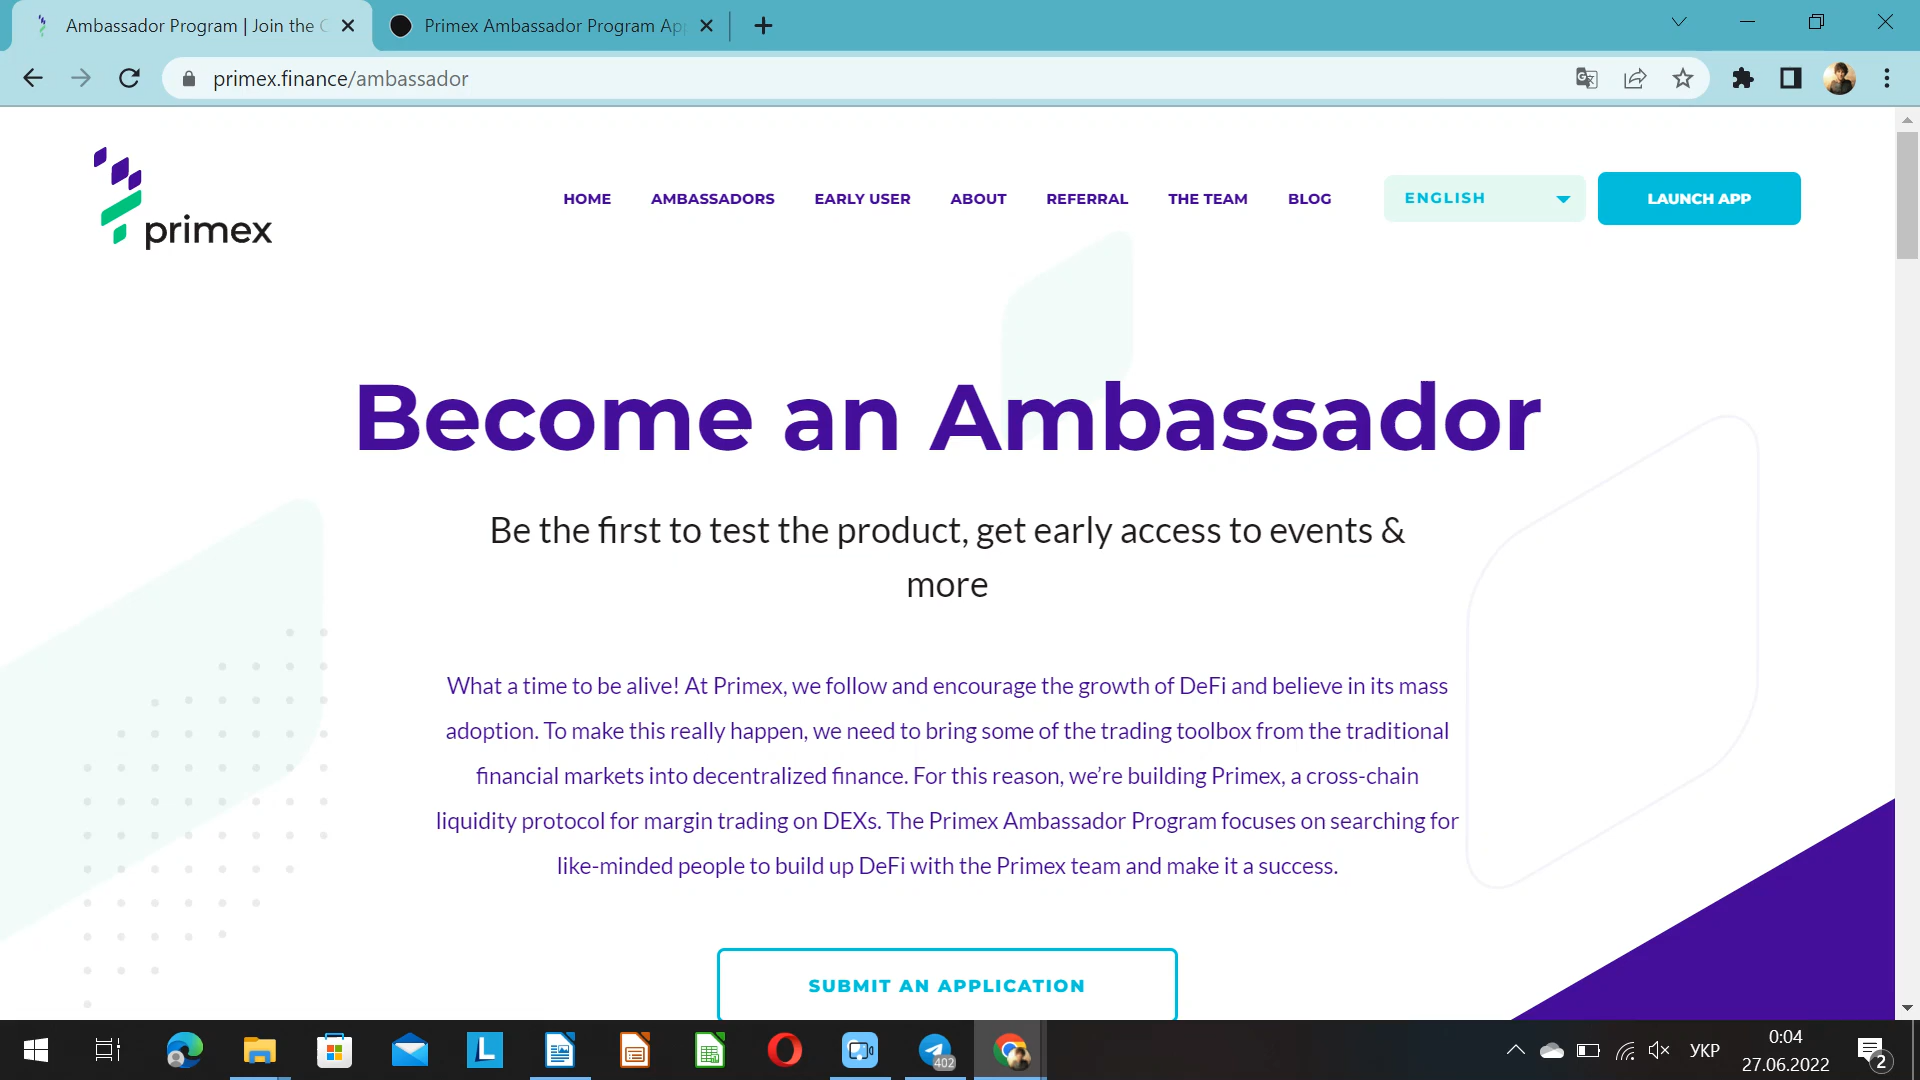 Ambassador Program | Join the C
Primex Ambassador Program Ap
primex.finance/ambassador
primex
HOME
AMBASSADORS
EARLY USER
ABOUT
REFERRAL
THE TEAM
BLOG
ENGLISH
LAUNCH APP
Become an Ambassador
Be the first to test the product, get early access to events &
more
What a time to be alive! At Primex, we follow and encourage the growth of DeFi and believe in its mass
adoption. To make this really happen, we need to bring some of the trading toolbox from the traditional
financial markets into decentralized finance. For this reason, we’re building Primex, a cross-chain
liquidity protocol for margin trading on DEXs. The Primex Ambassador Program focuses on searching for
like-minded people to build up DeFi with the Primex team and make it a success.
SUBMIT AN APPLICATION
L
402
УКР
0:04
27.06.2022
2